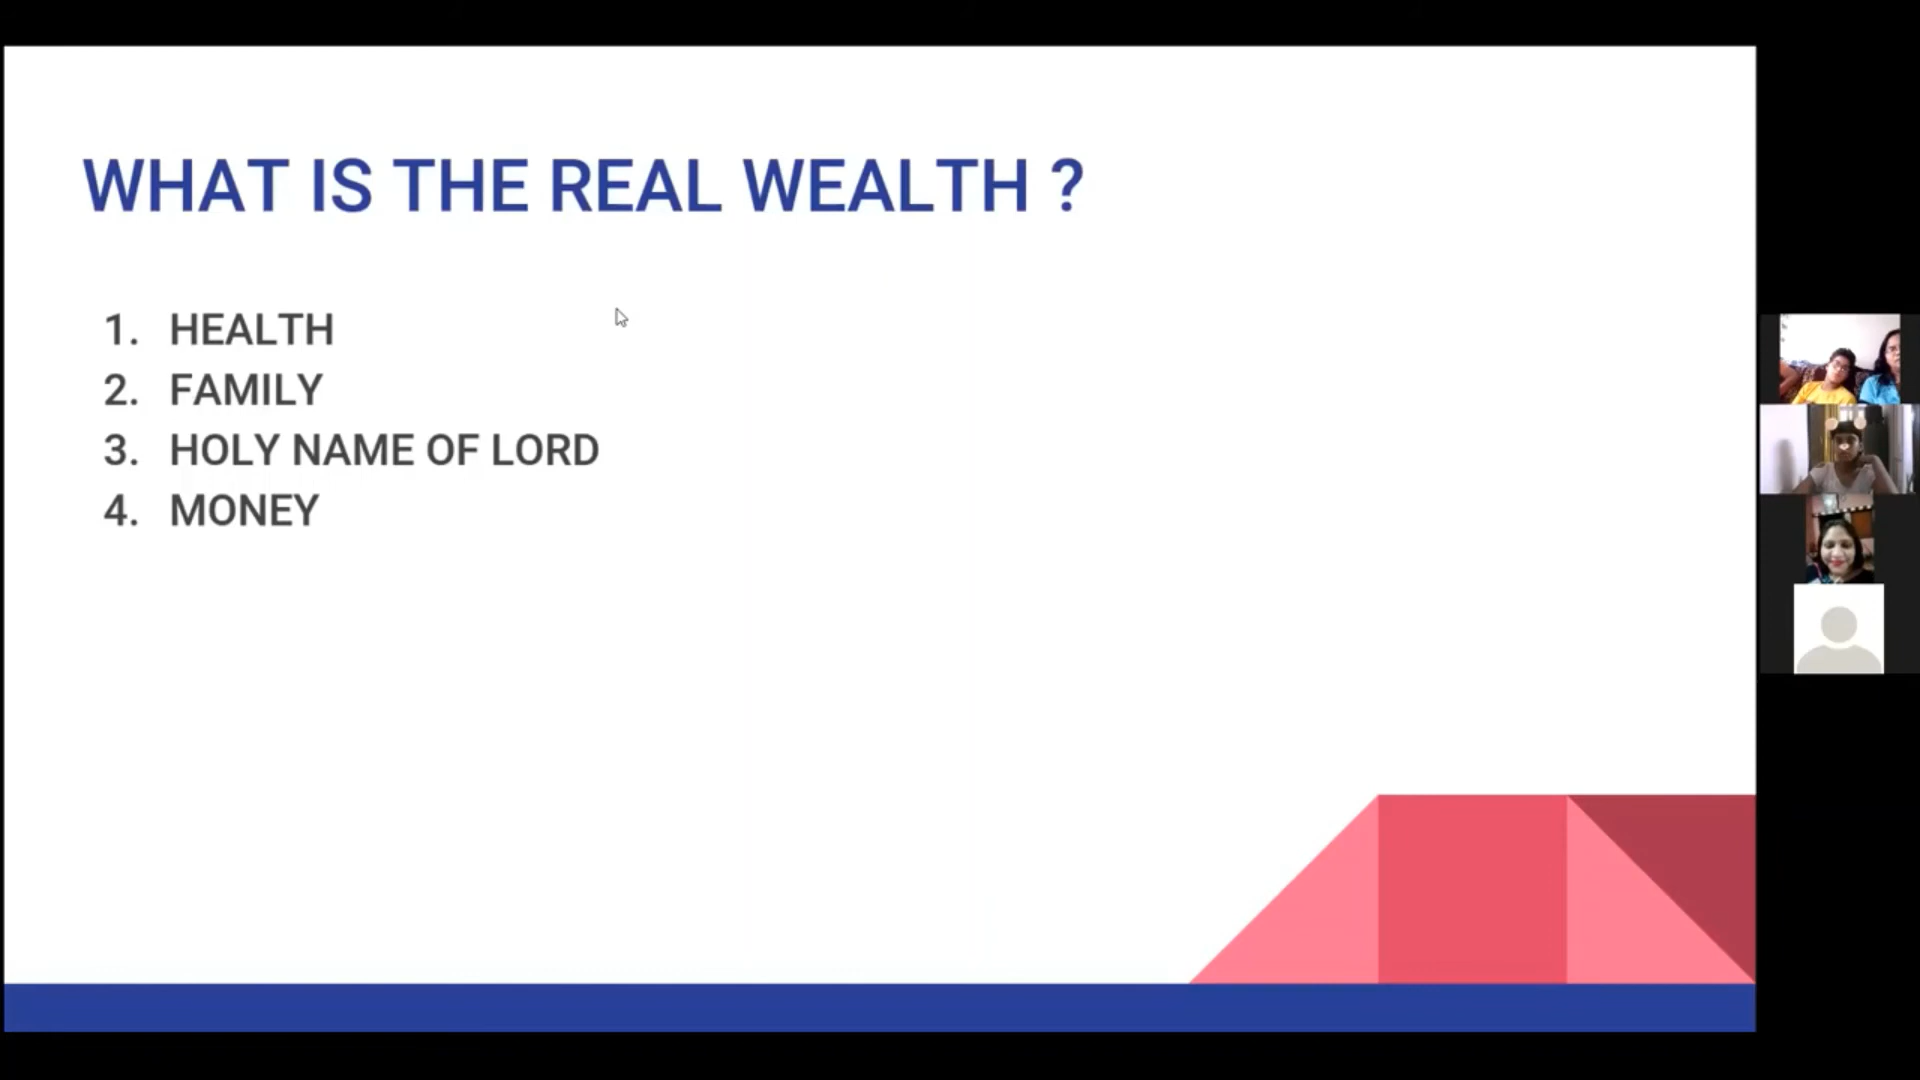 WHAT IS THE REAL WEALTH ?
1. HEALTH
2. FAMILY
3. HOLY NAME OF LORD
4. MONEY